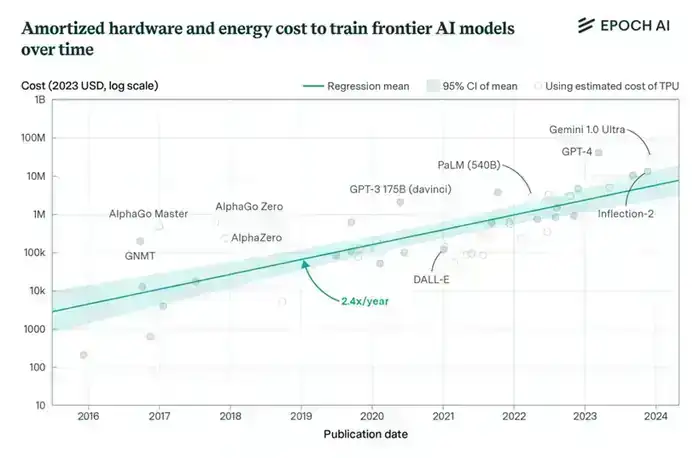 Amortized hardware and energy cost to train frontier AI models
over time
EPOCH AI
Cost (2023 USD, log scale)
Regression mean
95% CI of mean
Using estimated cost of TPU
1B
100M
10M
1M
100k
10k
1000
100
10
Gemini 1.0 Ultra
GPT-4
PaLM (540B)
GPT-3 175B (davinci)
Inflection-2
AlphaGo Master
AlphaGo Zero
AlphaZero
GNMT
DALL-E
2.4x/year
2016
2017
2018
2019
2020
2021
2022
2023
2024
Publication date